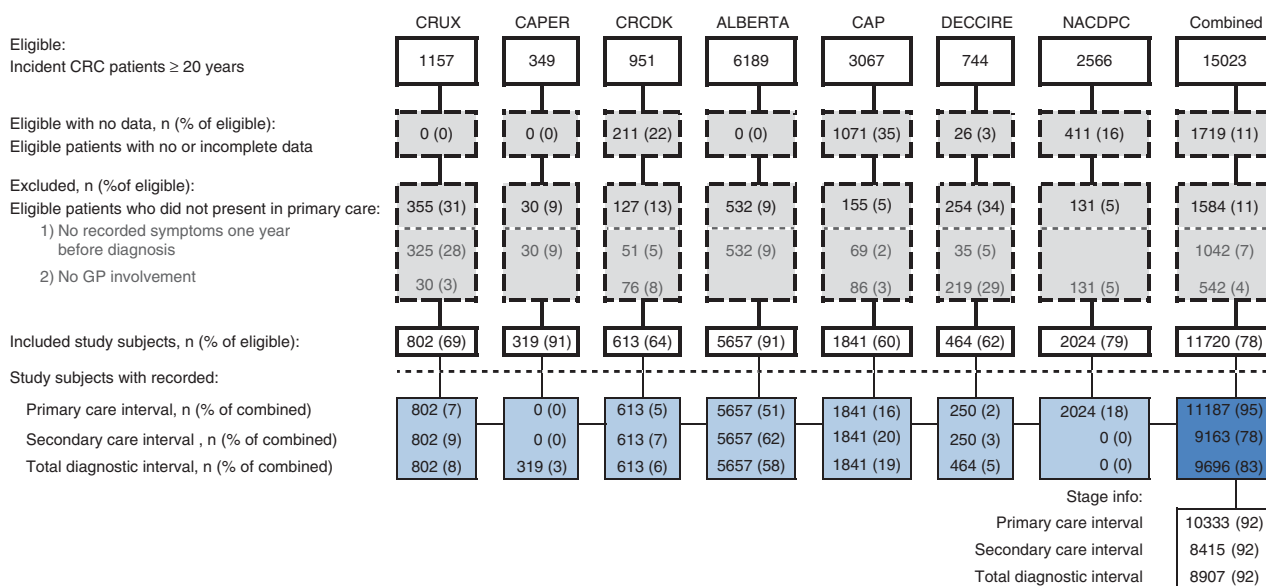 CRUX CAPER CRCDK ALBERTA CAP DECCIRE NACDPC Combined
Eligible:
Incident CRC patients ≥ 20 years 1157 349 951 6189 3067 744 2566 15023
Eligible with no data, n (% of eligible):
Eligible patients with no or incomplete data 0 (0) 0 (0) 211 (22) 0 (0) 1071 (35) 26 (3) 411 (16) 1719 (11)
Excluded, n (%of eligible):
Eligible patients who did not present in primary care: 355 (31) 30 (9) 127 (13) 532 (9) 155 (5) 254 (34) 131 (5) 1584 (11)
1) No recorded symptoms one year
before diagnosis 325 (28) 30 (9) 51 (5) 532 (9) 69 (2) 35 (5) 1042 (7)
2) No GP involvement 30 (3) 76 (8) 86 (3) 219 (29) 131 (5) 542 (4)
Included study subjects, n (% of eligible): 802 (69) 319 (91) 613 (64) 5657 (91) 1841 (60) 464 (62) 2024 (79) 11720 (78)
Study subjects with recorded:
Primary care interval, n (% of combined) 802 (7) 0 (0) 613 (5) 5657 (51) 1841 (16) 250 (2) 2024 (18) 11187 (95)
Secondary care interval , n (% of combined) 802 (9) 0 (0) 613 (7) 5657 (62) 1841 (20) 250 (3) 0 (0) 9163 (78)
Total diagnostic interval, n (% of combined) 802 (8) 319 (3) 613 (6) 5657 (58) 1841 (19) 464 (5) 0 (0) 9696 (83)
Stage info:
Primary care interval 10333 (92)
Secondary care interval 8415 (92)
Total diagnostic interval 8907 (92)